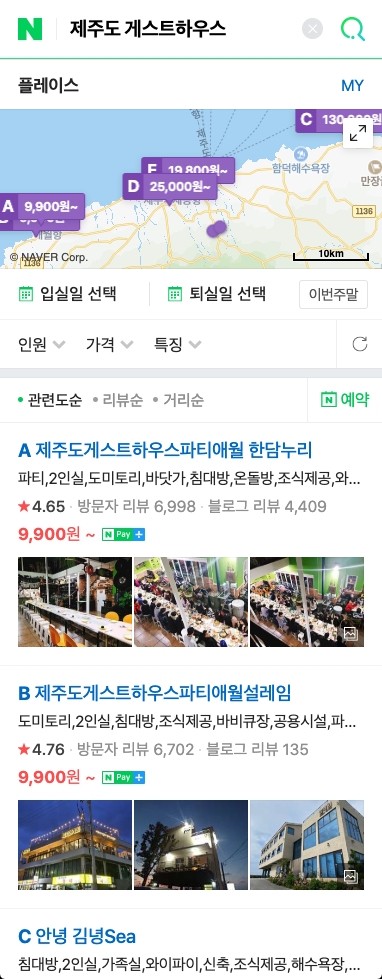 N 제주도 게스트하우스
플레이스
MY
C 130,000원
E 19,800원~
D 25,000원~
A 9,900원~
함덕해수욕장
만장
애월항
1136
1136
© NAVER Corp.
10km
입실일 선택
퇴실일 선택
이번주말
인원
가격
특징
관련도순
리뷰순
거리순
N 예약
A 제주도게스트하우스파티애월 한담누리
파티,2인실,도미토리,바닷가,침대방,온돌방,조식제공,와...
★4.65 · 방문자 리뷰 6,998 · 블로그 리뷰 4,409
9,900원 ~ N Pay +
B 제주도게스트하우스파티애월설레임
도미토리,2인실,침대방,조식제공,바비큐장,공용시설,파...
★4.76 · 방문자 리뷰 6,702 · 블로그 리뷰 135
9,900원 ~ N Pay +
C 안녕 김녕Sea
침대방,2인실,가족실,와이파이,신축,조식제공,해수욕장,...